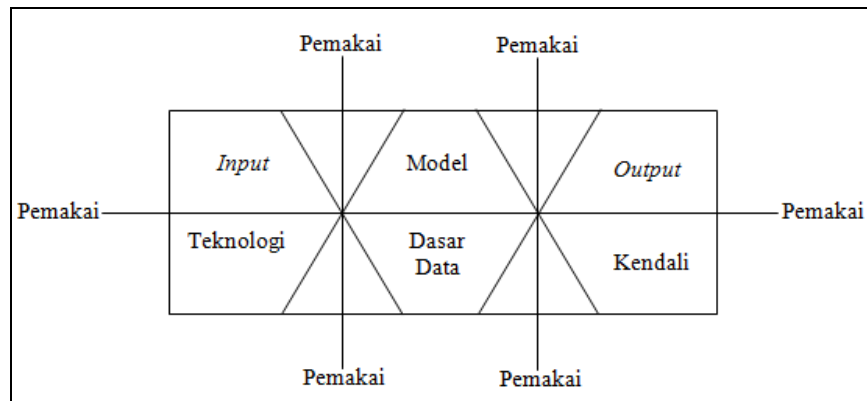 Pemakai Pemakai
Input Model Output
Pemakai Pemakai
Teknologi Dasar
Data Kendali
Pemakai Pemakai